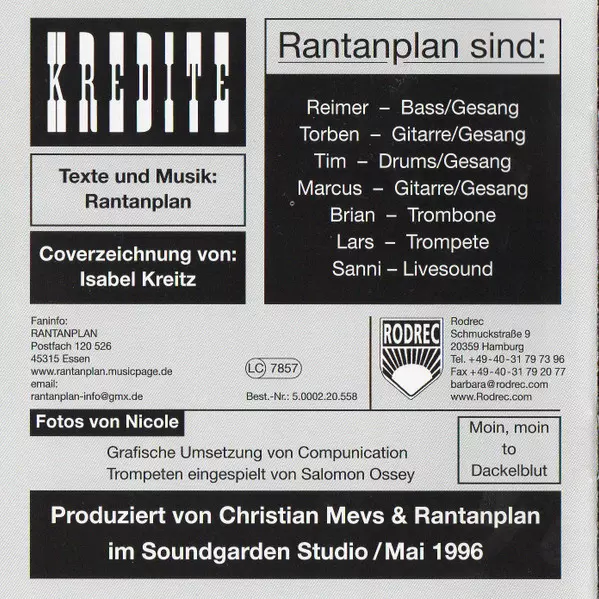 KREDITE
Texte und Musik:
Rantanplan
Coverzeichnung von:
Isabel Kreitz
Rantanplan sind:
Reimer – Bass/Gesang
Torben – Gitarre/Gesang
Tim – Drums/Gesang
Marcus – Gitarre/Gesang
Brian – Trombone
Lars – Trompete
Sanni – Livesound
Faninfo:
RANTANPLAN
Postfach 120 526
45315 Essen
www.rantanplan.musicpage.de
email:
rantanplan-info@gmx.de
LC 7857
Best.-Nr.: 5.0002.20.558
RODREC
Rodrec
Schmuckstraße 9
20359 Hamburg
Tel. +49-40-31 79 73 96
Fax +49-40-31 79 20 77
barbara@rodrec.com
www.Rodrec.com
Fotos von Nicole
Grafische Umsetzung von Compunication
Trompeten eingespielt von Salomon Ossey
Moin, moin
to
Dackelblut
Produziert von Christian Mevs & Rantanplan
im Soundgarden Studio/Mai 1996